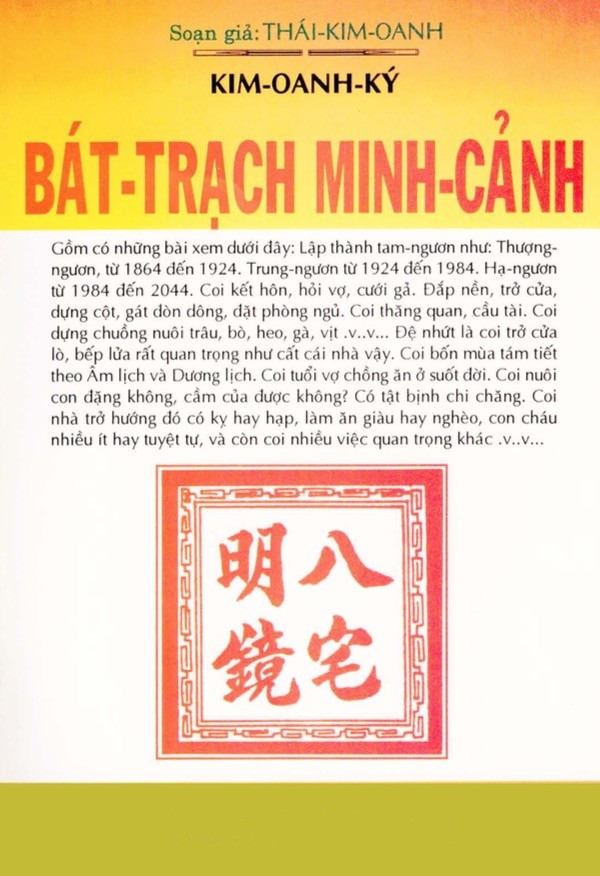 Soạn giả: THÁI-KIM-OANH
KIM-OANH-KÝ
BÁT-TRẠCH MINH-CẢNH
Gồm có những bài xem dưới đây: Lập thành tam-ngươn như: Thượng-
ngươn, từ 1864 đến 1924. Trung-ngươn từ 1924 đến 1984. Hạ-ngươn
từ 1984 đến 2044. Coi kết hôn, hỏi vợ, cưới gả. Đắp nền, trở cửa,
dựng cột, gát dòn dông, đặt phòng ngủ. Coi thăng quan, cầu tài. Coi
dựng chuồng nuôi trâu, bò, heo, gà, vịt .v..v... Đệ nhứt là coi trở cửa
lò, bếp lửa rất quan trọng như cất cái nhà vậy. Coi bốn mùa tám tiết
theo Âm lịch và Dương lịch. Coi tuổi vợ chồng ăn ở suốt đời. Coi nuôi
con đặng không, cầm của được không? Có tật bịnh chi chăng. Coi
nhà trở hướng đó có kỵ hay hạp, làm ăn giàu hay nghèo, con cháu
nhiều ít hay tuyệt tự, và còn coi nhiều việc quan trọng khác .v..v...
八宅
明鏡